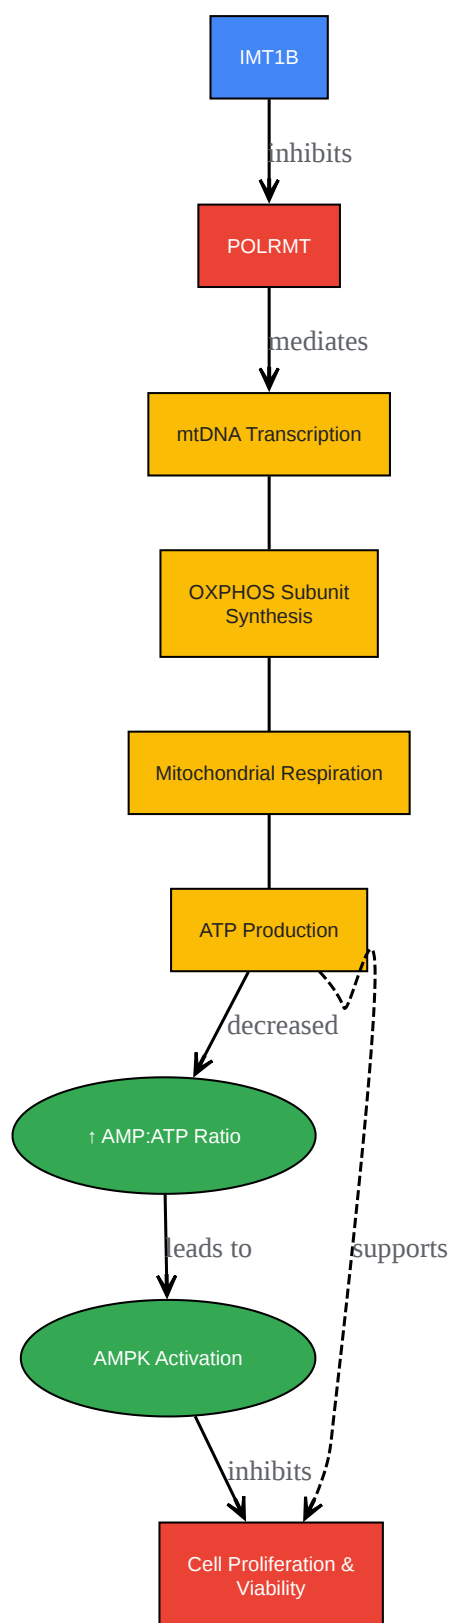 IMT1B
inhibits
POLRMT
mediates
mtDNA Transcription
OXPHOS Subunit
Synthesis
Mitochondrial Respiration
ATP Production
decreased
↑ AMP:ATP Ratio
leads to
supports
AMPK Activation
inhibits
Cell Proliferation &
Viability